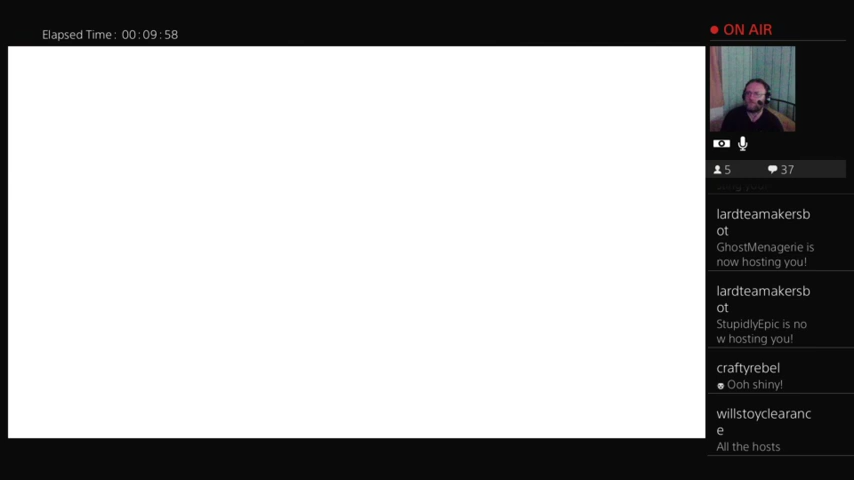 Elapsed Time: 00:09:58
ON AIR
5 37
lardteamakersb
ot
GhostMenagerie is
now hosting you!
lardteamakersb
ot
StupidlyEpic is no
w hosting you!
craftyrebel
Ooh shiny!
willstoyclearanc
e
All the hosts